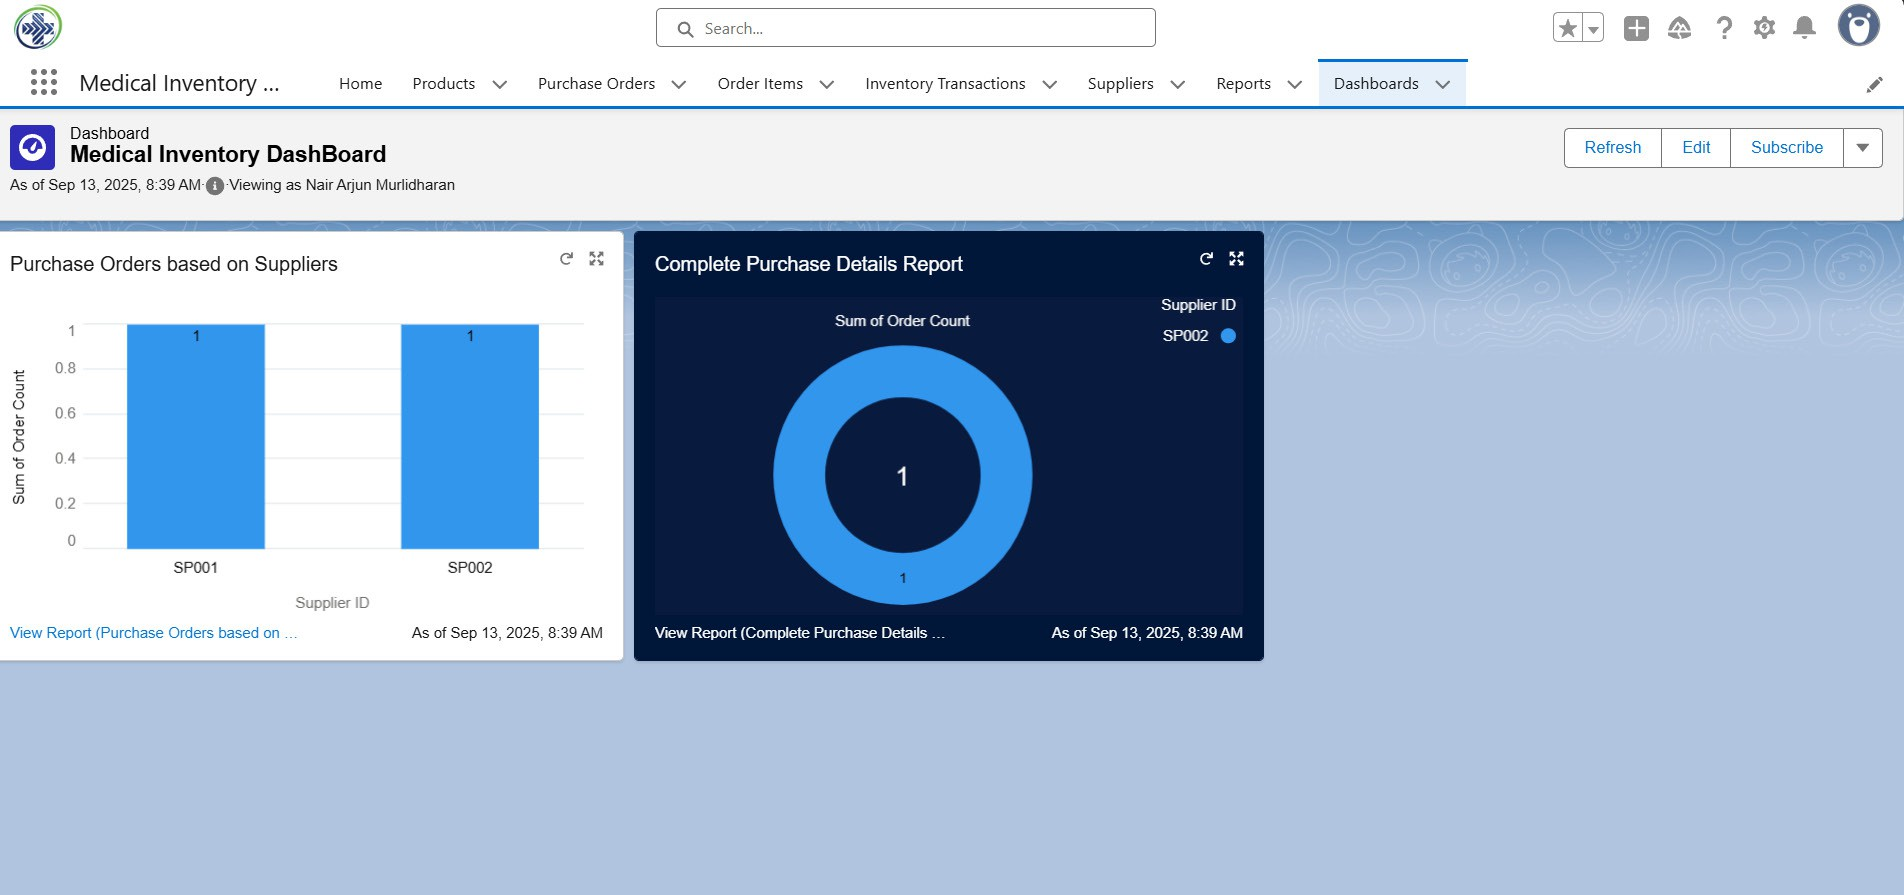 Search...
Medical Inventory ...
Home
Products
Purchase Orders
Order Items
Inventory Transactions
Suppliers
Reports
Dashboards
Dashboard
Medical Inventory DashBoard
As of Sep 13, 2025, 8:39 AM·Viewing as Nair Arjun Murlidharan
Refresh
Edit
Subscribe
Purchase Orders based on Suppliers
Sum of Order Count
1
0.8
0.6
0.4
0.2
0
1
1
SP001
SP002
Supplier ID
View Report (Purchase Orders based on ...
As of Sep 13, 2025, 8:39 AM
Complete Purchase Details Report
Supplier ID
SP002
Sum of Order Count
1
1
View Report (Complete Purchase Details ...
As of Sep 13, 2025, 8:39 AM